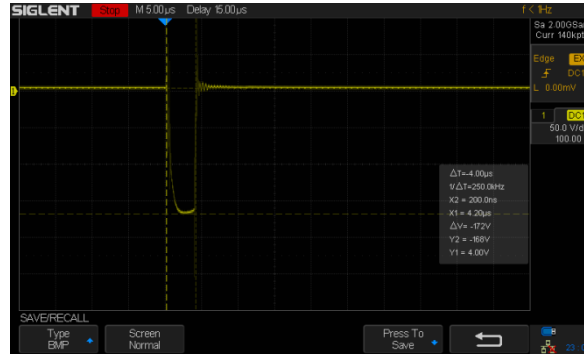 SIGLENT Stop M 5.00µs Delay 15.00µs f < 1Hz
Sa 2.00GSa
Curr 140kpt
Edge EX
DC1
L 0.00mV
1 DC1
50.0 V/d
100.00
ΔT=-4.00µs
1/ΔT=250.0kHz
X2 = 200.0ns
X1 = 4.20µs
ΔV= -172V
Y2 = -168V
Y1 = 4.00V
SAVE/RECALL
Type
BMP
Screen
Normal
Press To
Save